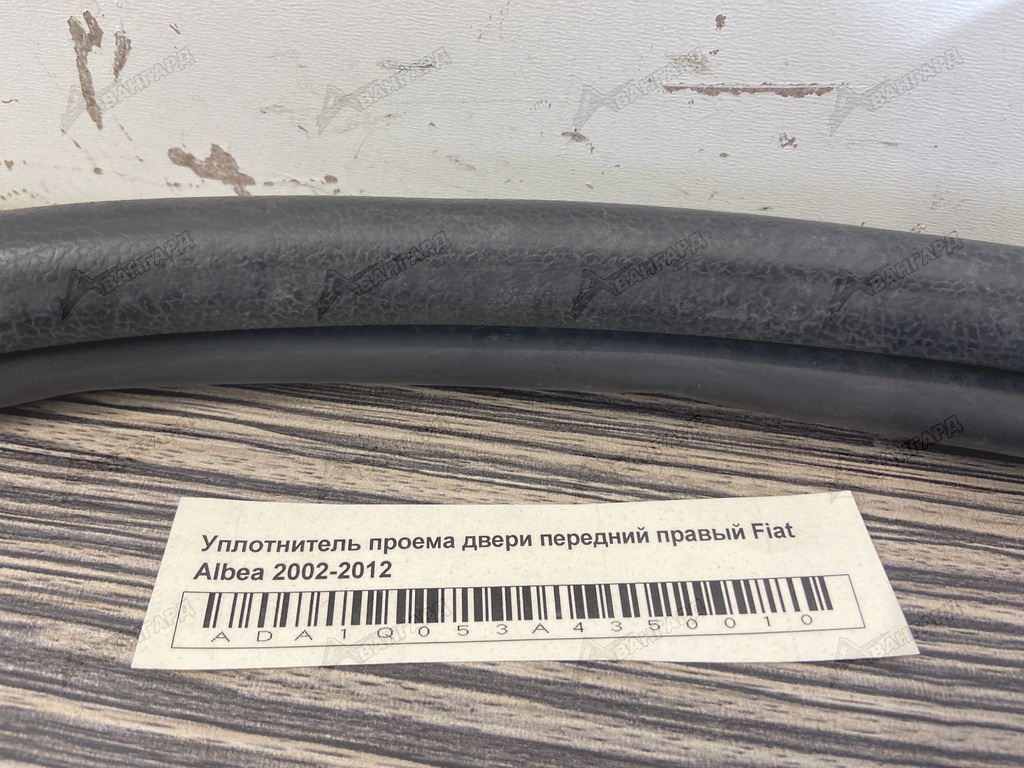 Уплотнитель проема двери передний правый Fiat
Albea 2002-2012
ADA1Q053A4350010